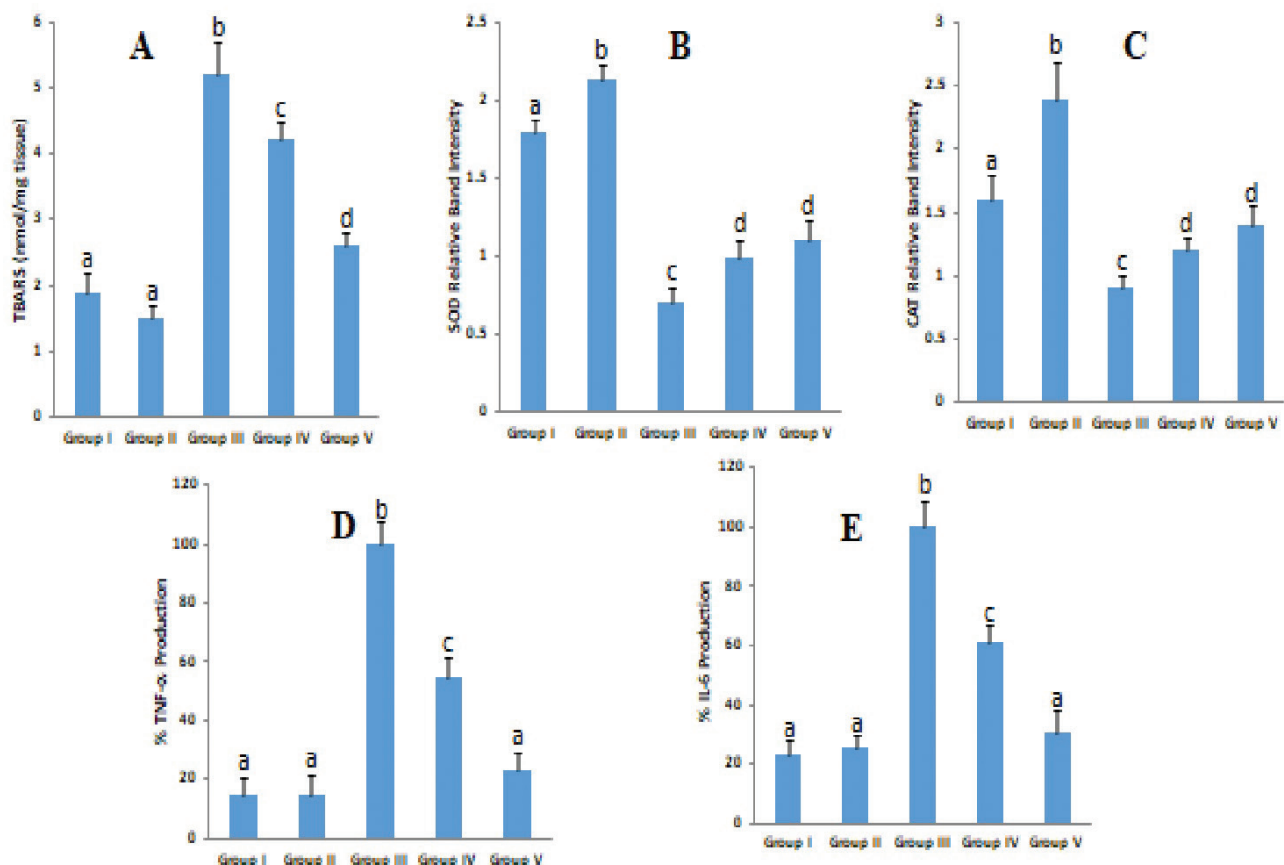 A
TBARS (nmol/mg tissue)
6
5
4
3
2
1
0
a
a
b
c
d
Group I
Group II
Group III
Group IV
Group V
B
SOD Relative Band Intensity
2.5
2
1.5
1
0.5
0
a
b
c
d
d
Group I
Group II
Group III
Group IV
Group V
C
CAT Relative Band Intensity
3
2.5
2
1.5
1
0.5
0
a
b
c
d
d
Group I
Group II
Group III
Group IV
Group V
D
% TNF-α Production
120
100
80
60
40
20
0
a
a
b
c
a
Group I
Group II
Group III
Group IV
Group V
E
% IL-6 Production
120
100
80
60
40
20
0
a
a
b
c
a
Group I
Group II
Group III
Group IV
Group V